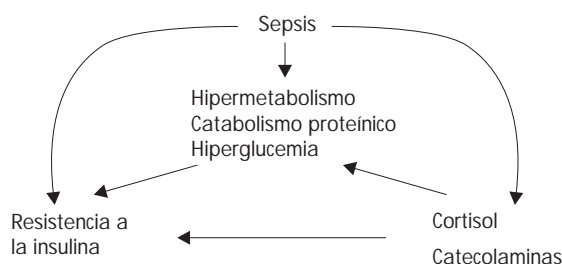 Sepsis
Hipermetabolismo
Catabolismo proteínico
Hiperglucemia
Resistencia a
la insulina
Cortisol
Catecolaminas